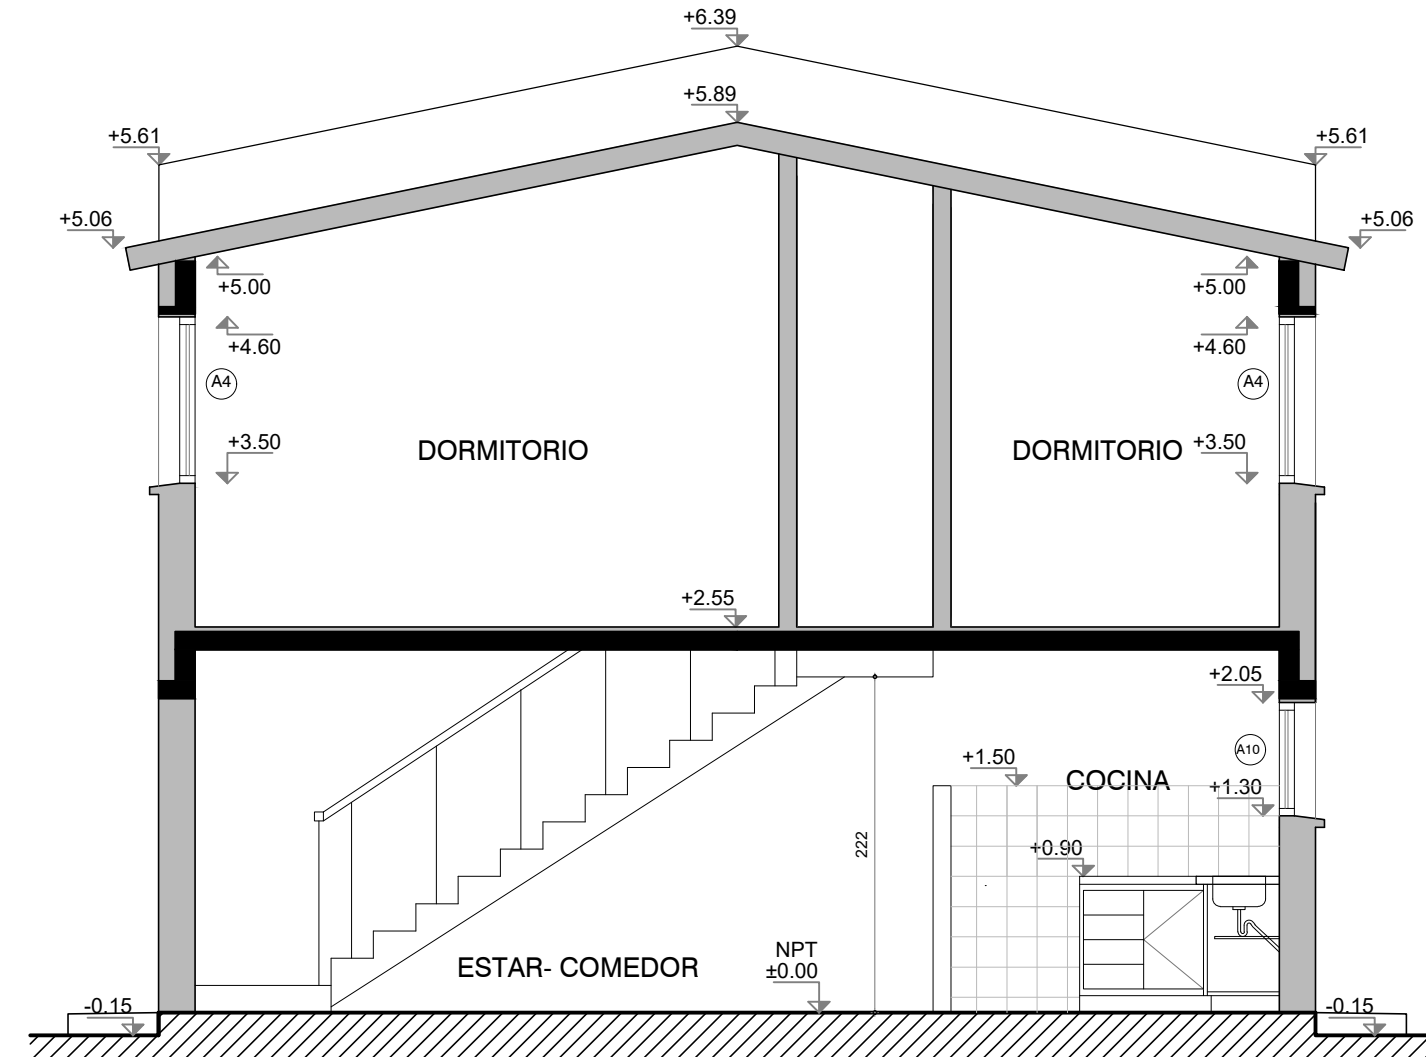 +6.39
+5.89
+5.61
+5.61
+5.06
+5.06
+5.00
+5.00
+4.60
+4.60
A4
A4
+3.50
DORMITORIO
DORMITORIO
+3.50
+2.55
+2.05
A10
+1.50
COCINA
+1.30
222
+0.90
ESTAR- COMEDOR
NPT
±0.00
-0.15
-0.15